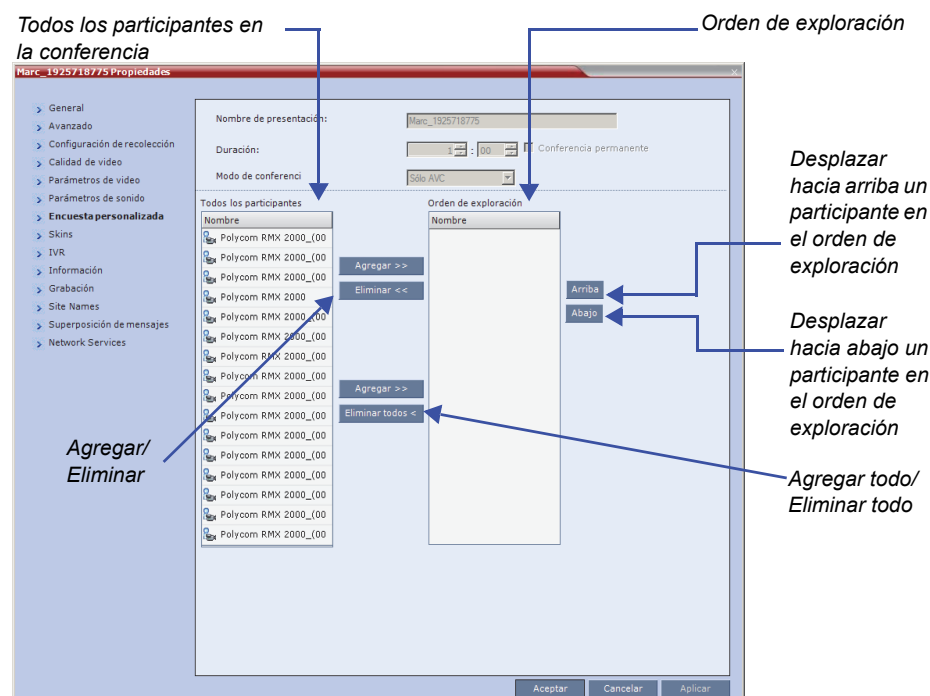 Todos los participantes en
la conferencia
Orden de exploración
Marc_1925718775 Propiedades
General
Avanzado
Configuración de recolección
Calidad de video
Parámetros de video
Parámetros de sonido
Encuesta personalizada
Skins
IVR
Información
Grabación
Site Names
Superposición de mensajes
Network Services
Nombre de presentación:
Marc_1925718775
Duración:
1 : 00
Conferencia permanente
Modo de conferenci
Sólo AVC
Todos los participantes
Nombre
Polycom RMX 2000_(00
Polycom RMX 2000_(00
Polycom RMX 2000_(00
Polycom RMX 2000
Polycom RMX 2000_(00
Polycom RMX 2000_(00
Polycom RMX 2000_(00
Polycom RMX 2000_(00
Polycom RMX 2000_(00
Polycom RMX 2000_(00
Polycom RMX 2000_(00
Polycom RMX 2000_(00
Polycom RMX 2000_(00
Polycom RMX 2000_(00
Polycom RMX 2000_(00
Polycom RMX 2000_(00
Agregar >>
Eliminar <<
Agregar >>
Eliminar todos <
Orden de exploración
Nombre
Arriba
Abajo
Desplazar
hacia arriba un
participante en
el orden de
exploración
Desplazar
hacia abajo un
participante en
el orden de
exploración
Agregar/
Eliminar
Agregar todo/
Eliminar todo
Aceptar
Cancelar
Aplicar